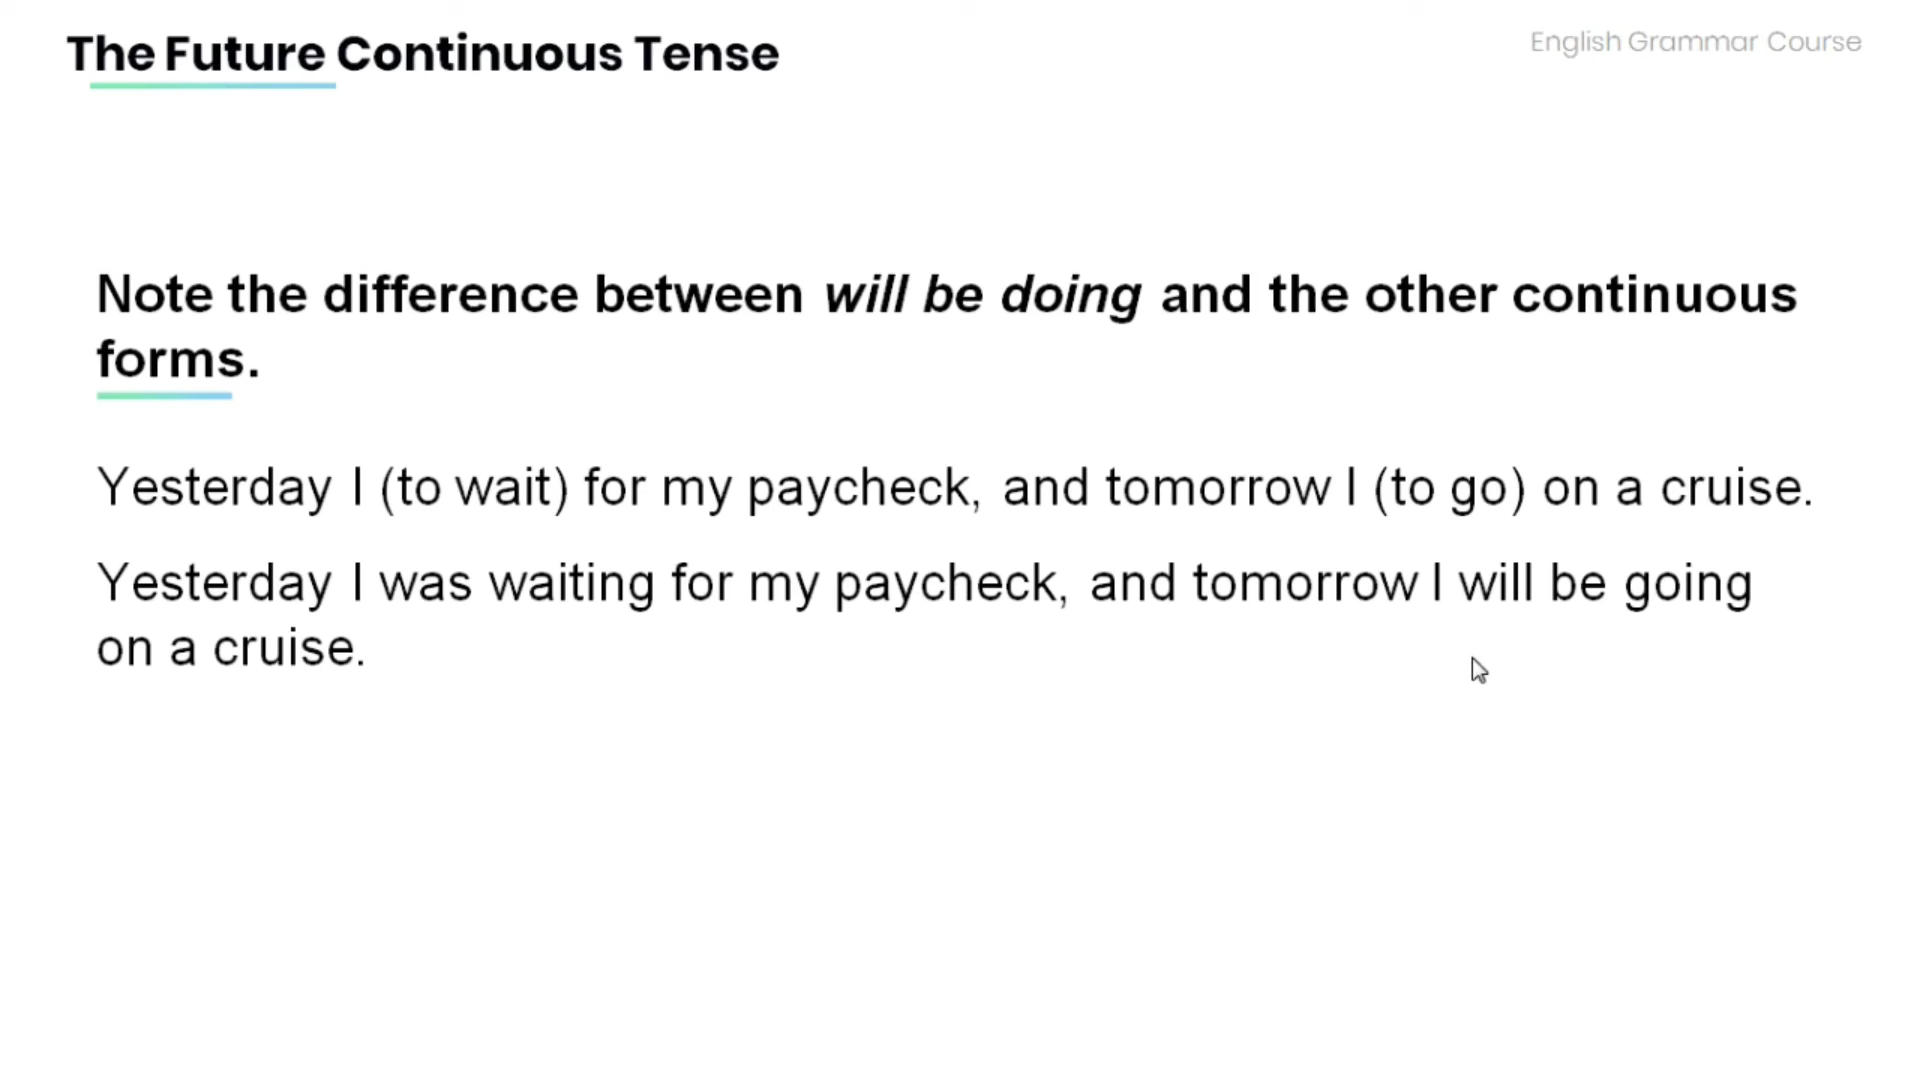 The Future Continuous Tense
English Grammar Course
Note the difference between will be doing and the other continuous
forms.
Yesterday I (to wait) for my paycheck, and tomorrow I (to go) on a cruise.
Yesterday I was waiting for my paycheck, and tomorrow I will be going
on a cruise.